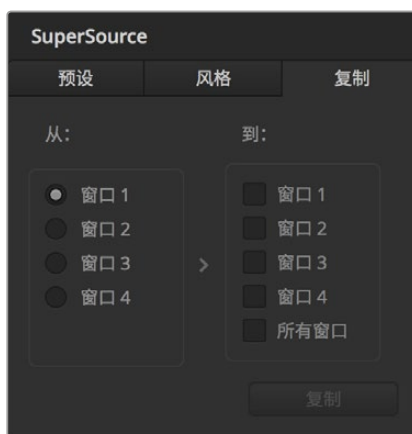 SuperSource
预设 风格 复制
从： 到：
窗口 1
窗口 2
窗口 3
窗口 4
>
窗口 1
窗口 2
窗口 3
窗口 4
所有窗口
复制